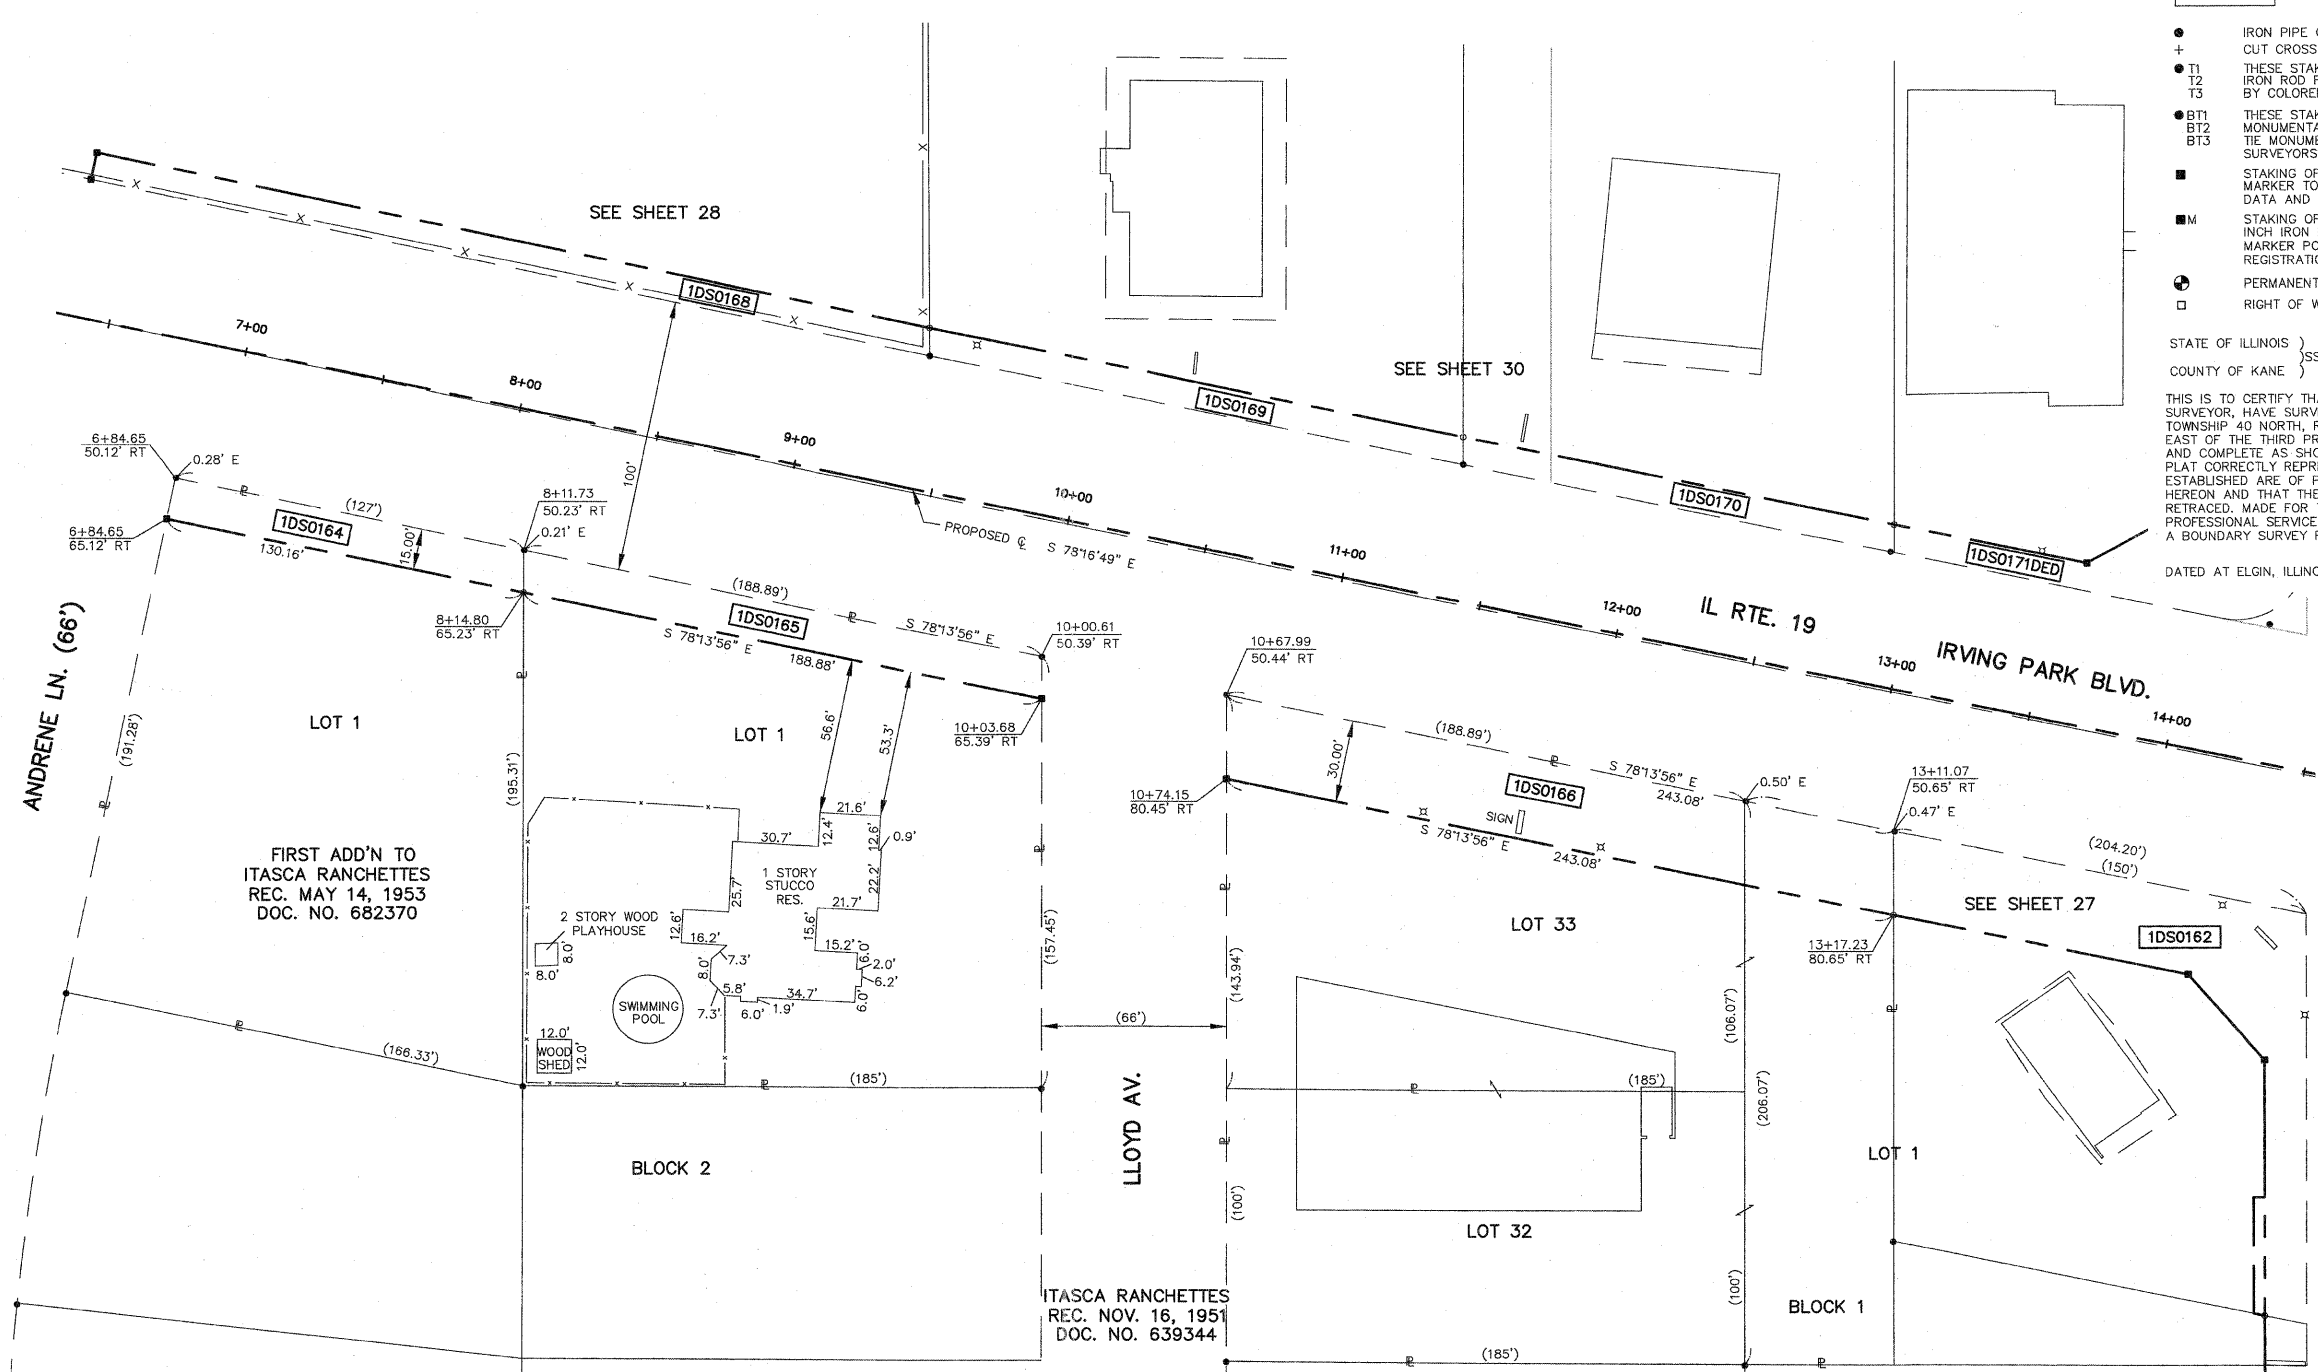 IRON PIPE
CUT CROSS
T1 THESE
T2 IRON ROD
T3
BT1 THESE
BT2
BT3 TIE
SURVEYORS
STAKING OF
MARKER TO
DATA AND
M STAKING OF
INCH IRON
MARKER
PERMANENT
RIGHT OF
STATE OF ILLINOIS )
)SS
COUNTY OF KANE )
THIS IS TO CERTIFY
SURVEYOR, HAVE
TOWNSHIP 40 NORTH,
EAST OF THE THIRD
AND COMPLETE AS
PLAT CORRECTLY
ESTABLISHED ARE OF
HEREON AND THAT
RETRACED. MADE FOR
PROFESSIONAL
A BOUNDARY SURVEY
DATED AT ELGIN,
SEE SHEET 28
1DS0168
7+00
8+00
9+00
10+00
11+00
12+00
13+00
14+00
SEE SHEET 30
1DS0169
1DS0170
1DS0171DED
100'
PROPOSED ℄ S 78°16'49" E
IL RTE. 19
IRVING PARK BLVD.
6+84.65
50.12' RT
0.28' E
6+84.65
65.12' RT
(127')
1DS0164
130.16'
15.00'
8+11.73
50.23' RT
0.21' E
8+14.80
65.23' RT
(188.89')
1DS0165
S 78°13'56" E
S 78°13'56" E
188.88'
10+00.61
50.39' RT
10+03.68
65.39' RT
10+67.99
50.44' RT
10+74.15
80.45' RT
30.00'
(188.89')
S 78°13'56" E
243.08'
1DS0166
SIGN
S 78°13'56" E
243.08'
0.50' E
13+11.07
50.65' RT
0.47' E
(204.20')
(150')
SEE SHEET 27
1DS0162
13+17.23
80.65' RT
ANDRENE LN. (66')
(191.28')
LOT 1
FIRST ADD'N TO
ITASCA RANCHETTES
REC. MAY 14, 1953
DOC. NO. 682370
(166.33')
(195.31')
LOT 1
56.6'
53.3'
21.6'
30.7'
12.4'
12.6'
0.9'
1 STORY
STUCCO
RES.
25.7'
22.2'
21.7'
2 STORY WOOD
PLAYHOUSE
8.0'
8.0'
12.6'
16.2'
7.3'
8.0'
15.6'
15.2'
6.0'
2.0'
6.2'
5.8'
34.7'
6.0'
7.3'
6.0'
1.9'
SWIMMING
POOL
12.0'
WOOD
SHED
12.0'
(185')
BLOCK 2
(157.45')
(66')
LLOYD AV.
(143.94')
(100')
LOT 33
(106.07')
(185')
(206.07')
LOT 32
(100')
LOT 1
BLOCK 1
ITASCA RANCHETTES
REC. NOV. 16, 1951
DOC. NO. 639344
(185')